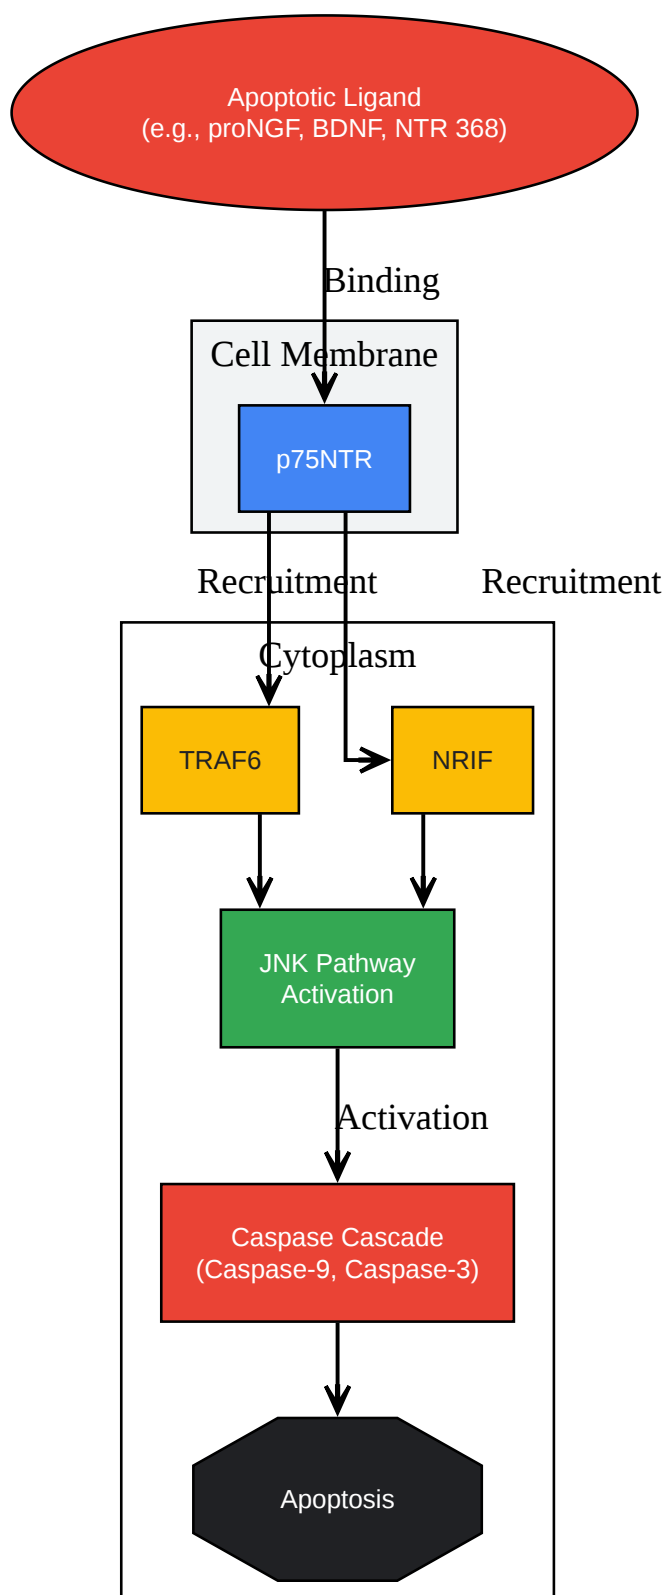 Apoptotic Ligand
(e.g., proNGF, BDNF, NTR 368)
Binding
Cell Membrane
p75NTR
Recruitment
Recruitment
Cytoplasm
TRAF6
NRIF
JNK Pathway
Activation
Activation
Caspase Cascade
(Caspase-9, Caspase-3)
Apoptosis